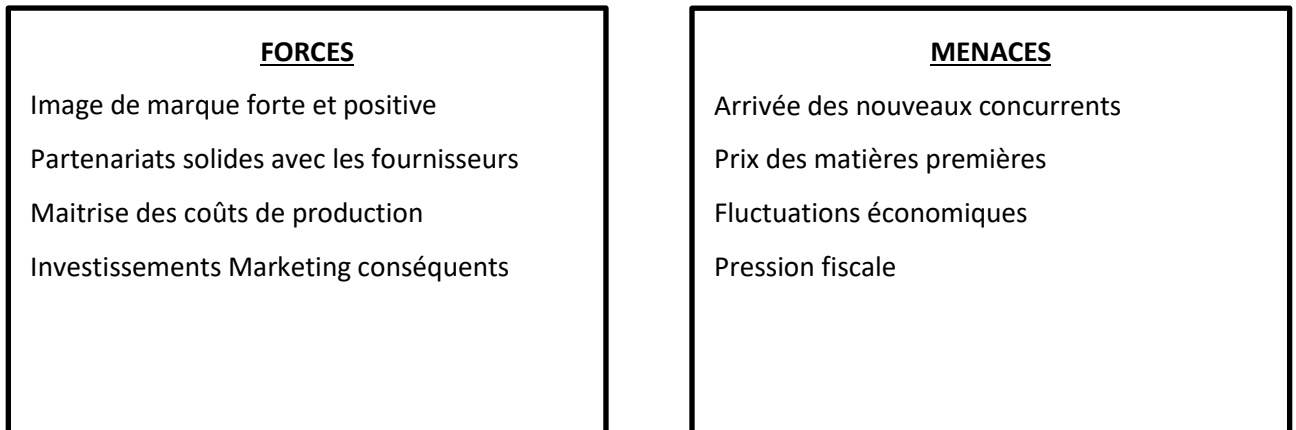 FORCES
Image de marque forte et positive
Partenariats solides avec les fournisseurs
Maitrise des coûts de production
Investissements Marketing conséquents
MENACES
Arrivée des nouveaux concurrents
Prix des matières premières
Fluctuations économiques
Pression fiscale